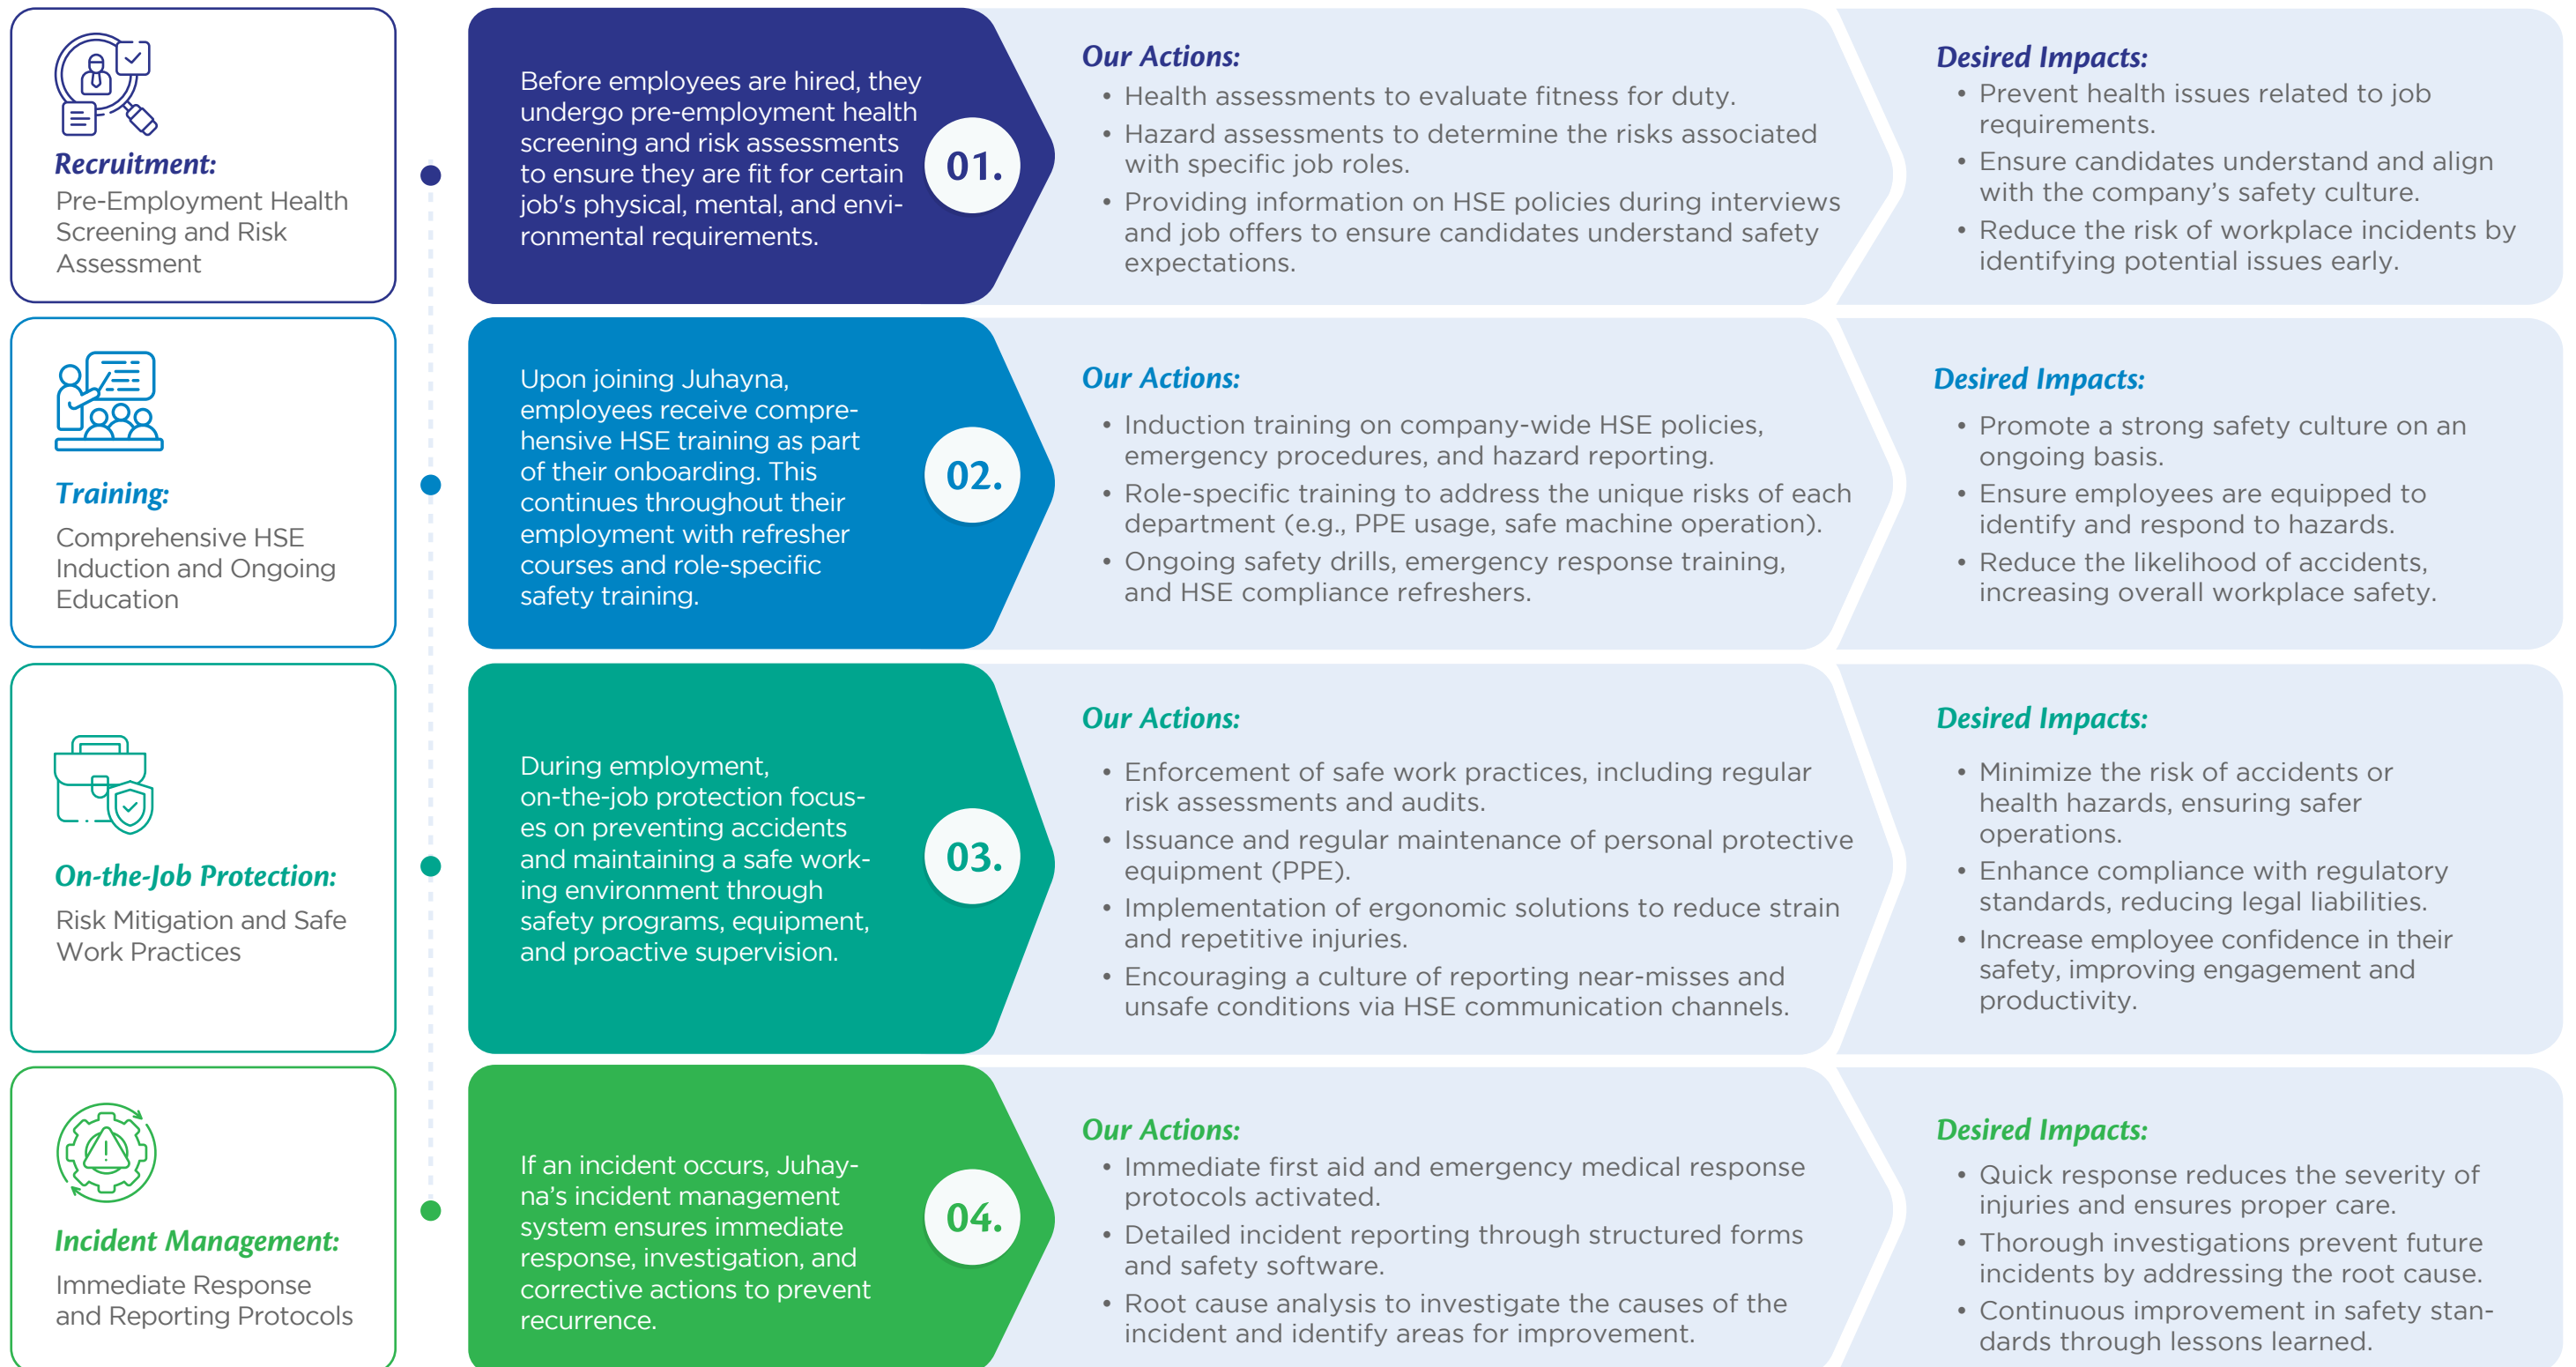 Recruitment:
Pre-Employment Health
Screening and Risk
Assessment
Before employees are hired, they
undergo pre-employment health
screening and risk assessments
to ensure they are fit for certain
job's physical, mental, and envi-
ronmental requirements.
01.
Our Actions:
• Health assessments to evaluate fitness for duty.
• Hazard assessments to determine the risks associated
with specific job roles.
• Providing information on HSE policies during interviews
and job offers to ensure candidates understand safety
expectations.
Desired Impacts:
• Prevent health issues related to job
requirements.
• Ensure candidates understand and align
with the company’s safety culture.
• Reduce the risk of workplace incidents by
identifying potential issues early.
Training:
Comprehensive HSE
Induction and Ongoing
Education
Upon joining Juhayna,
employees receive compre-
hensive HSE training as part
of their onboarding. This
continues throughout their
employment with refresher
courses and role-specific
safety training.
02.
Our Actions:
• Induction training on company-wide HSE policies,
emergency procedures, and hazard reporting.
• Role-specific training to address the unique risks of each
department (e.g., PPE usage, safe machine operation).
• Ongoing safety drills, emergency response training,
and HSE compliance refreshers.
Desired Impacts:
• Promote a strong safety culture on an
ongoing basis.
• Ensure employees are equipped to
identify and respond to hazards.
• Reduce the likelihood of accidents,
increasing overall workplace safety.
On-the-Job Protection:
Risk Mitigation and Safe
Work Practices
During employment,
on-the-job protection focus-
es on preventing accidents
and maintaining a safe work-
ing environment through
safety programs, equipment,
and proactive supervision.
03.
Our Actions:
• Enforcement of safe work practices, including regular
risk assessments and audits.
• Issuance and regular maintenance of personal protective
equipment (PPE).
• Implementation of ergonomic solutions to reduce strain
and repetitive injuries.
• Encouraging a culture of reporting near-misses and
unsafe conditions via HSE communication channels.
Desired Impacts:
• Minimize the risk of accidents or
health hazards, ensuring safer
operations.
• Enhance compliance with regulatory
standards, reducing legal liabilities.
• Increase employee confidence in their
safety, improving engagement and
productivity.
Incident Management:
Immediate Response
and Reporting Protocols
If an incident occurs, Juhay-
na’s incident management
system ensures immediate
response, investigation, and
corrective actions to prevent
recurrence.
04.
Our Actions:
• Immediate first aid and emergency medical response
protocols activated.
• Detailed incident reporting through structured forms
and safety software.
• Root cause analysis to investigate the causes of the
incident and identify areas for improvement.
Desired Impacts:
• Quick response reduces the severity of
injuries and ensures proper care.
• Thorough investigations prevent future
incidents by addressing the root cause.
• Continuous improvement in safety stan-
dards through lessons learned.